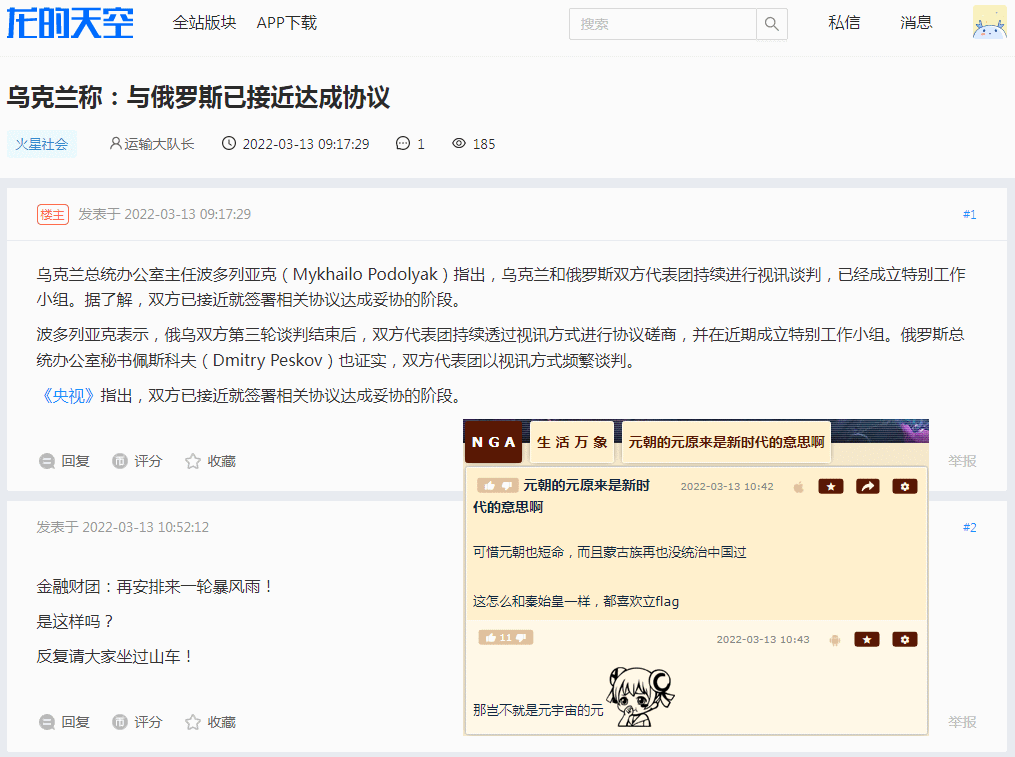 龙的天空
全站版块 APP下载
搜索
私信 消息
乌克兰称：与俄罗斯已接近达成协议
火星社会 运输大队长 2022-03-13 09:17:29 1 185
楼主 发表于 2022-03-13 09:17:29 #1
乌克兰总统办公室主任波多列亚克（Mykhailo Podolyak）指出，乌克兰和俄罗斯双方代表团持续进行视讯谈判，已经成立特别工作
小组。据了解，双方已接近就签署相关协议达成妥协的阶段。
波多列亚克表示，俄乌双方第三轮谈判结束后，双方代表团持续透过视讯方式进行协议磋商，并在近期成立特别工作小组。俄罗斯总
统办公室秘书佩斯科夫（Dmitry Peskov）也证实，双方代表团以视讯方式频繁谈判。
《央视》指出，双方已接近就签署相关协议达成妥协的阶段。
回复 币 评分 收藏 举报
发表于 2022-03-13 10:52:12 #2
金融财团：再安排来一轮暴风雨！
是这样吗？
反复请大家坐过山车！
回复 币 评分 收藏 举报
NGA 生活万象 元朝的元原来是新时代的意思啊
元朝的元原来是新时 2022-03-13 10:42
代的意思啊
可惜元朝也短命，而且蒙古族再也没统治中国过
这怎么和秦始皇一样，都喜欢立flag
11 2022-03-13 10:43
那岂不就是元宇宙的元